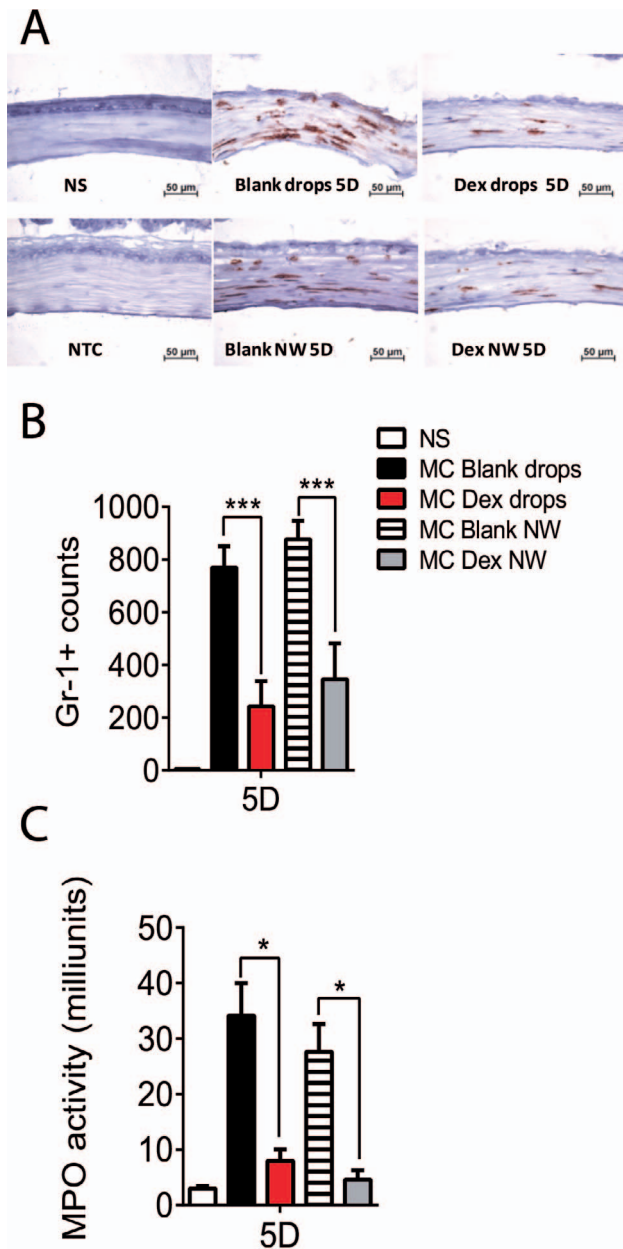 A
NS
50 µm
Blank drops 5D
50 µm
Dex drops 5D
50 µm
NTC
50 µm
Blank NW 5D
50 µm
Dex NW 5D
50 µm
B
NS
MC Blank drops
MC Dex drops
MC Blank NW
MC Dex NW
Gr-1+ counts
1000
800
600
400
200
0
***
***
5D
C
MPO activity (milliunits)
50
40
30
20
10
0
*
*
5D